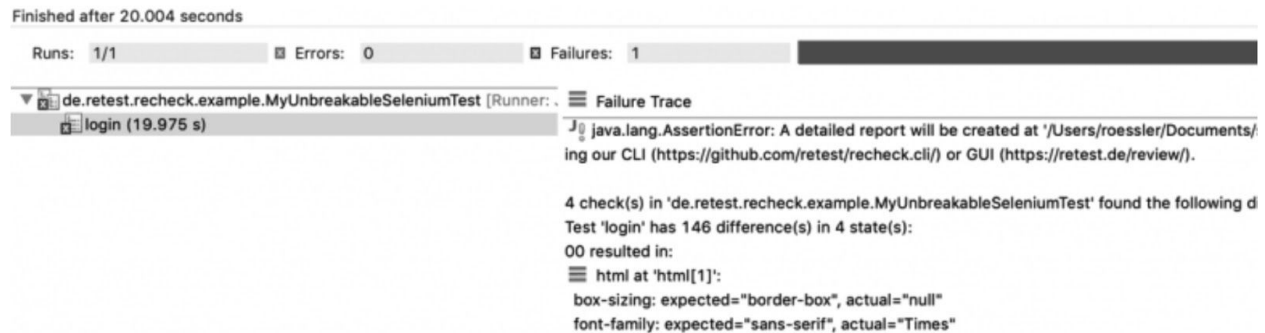 Finished after 20.004 seconds
Runs: 1/1 Errors: 0 Failures: 1
de.retest.recheck.example.MyUnbreakableSeleniumTest [Runner:
login (19.975 s)
Failure Trace
java.lang.AssertionError: A detailed report will be created at '/Users/roessler/Documents/
ing our CLI (https://github.com/retest/recheck.cli/) or GUI (https://retest.de/review/).
4 check(s) in 'de.retest.recheck.example.MyUnbreakableSeleniumTest' found the following di
Test 'login' has 146 difference(s) in 4 state(s):
00 resulted in:
html at 'html[1]':
box-sizing: expected="border-box", actual="null"
font-family: expected="sans-serif", actual="Times"